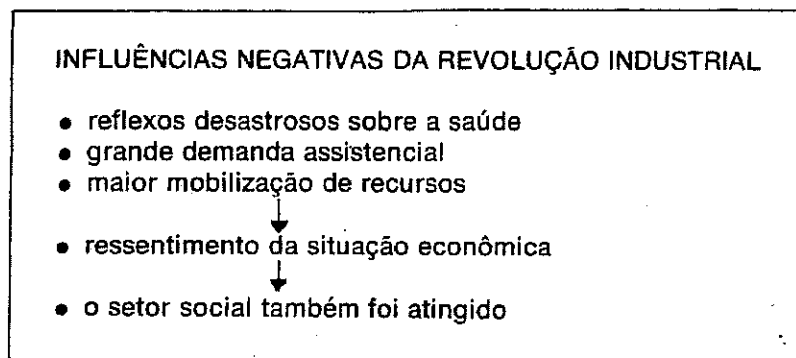 INFLUÊNCIAS NEGATIVAS DA REVOLUÇÃO INDUSTRIAL
• reflexos desastrosos sobre a saúde
• grande demanda assistencial
• maior mobilização de recursos
↓
• ressentimento da situação econômica
↓
• o setor social também foi atingido